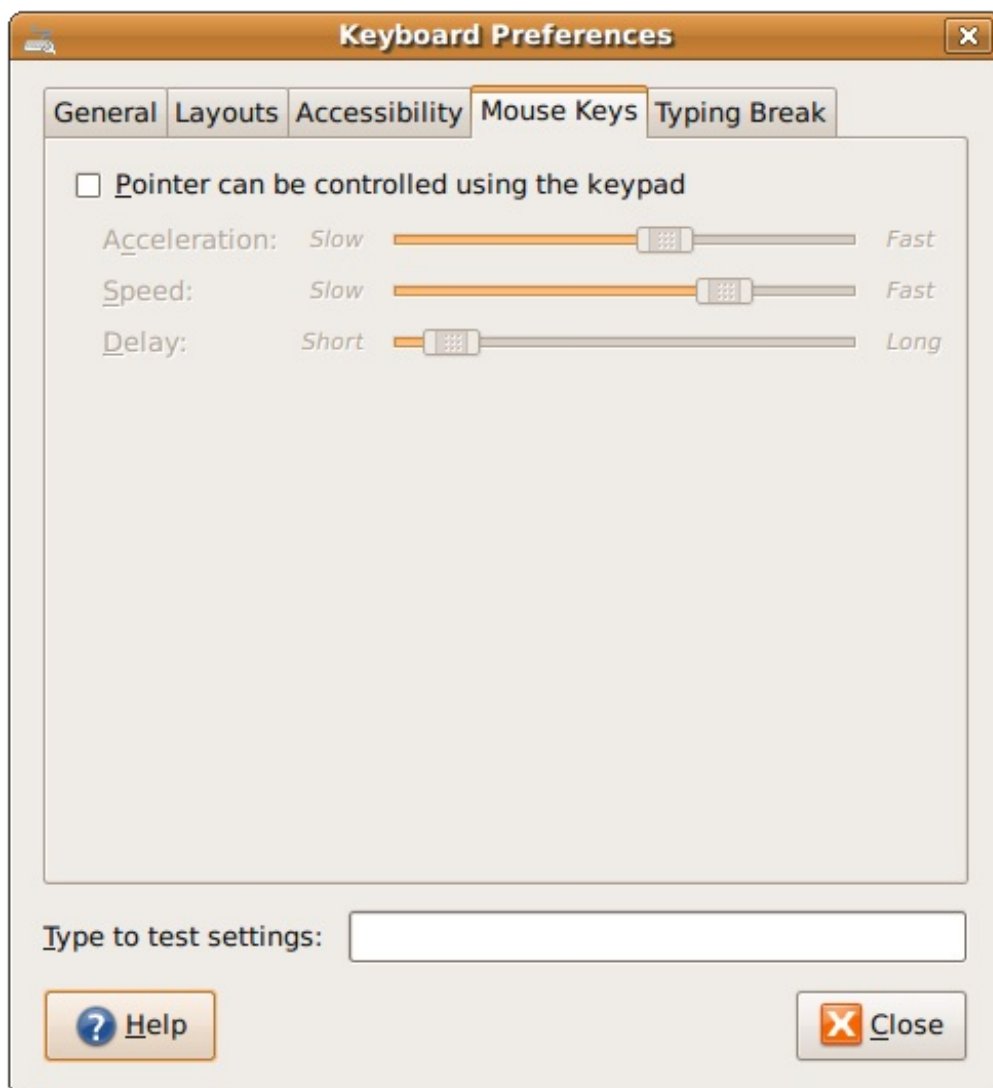 Keyboard Preferences
General Layouts Accessibility Mouse Keys Typing Break
Pointer can be controlled using the keypad
Acceleration: Slow Fast
Speed: Slow Fast
Delay: Short Long
Type to test settings:
Help Close